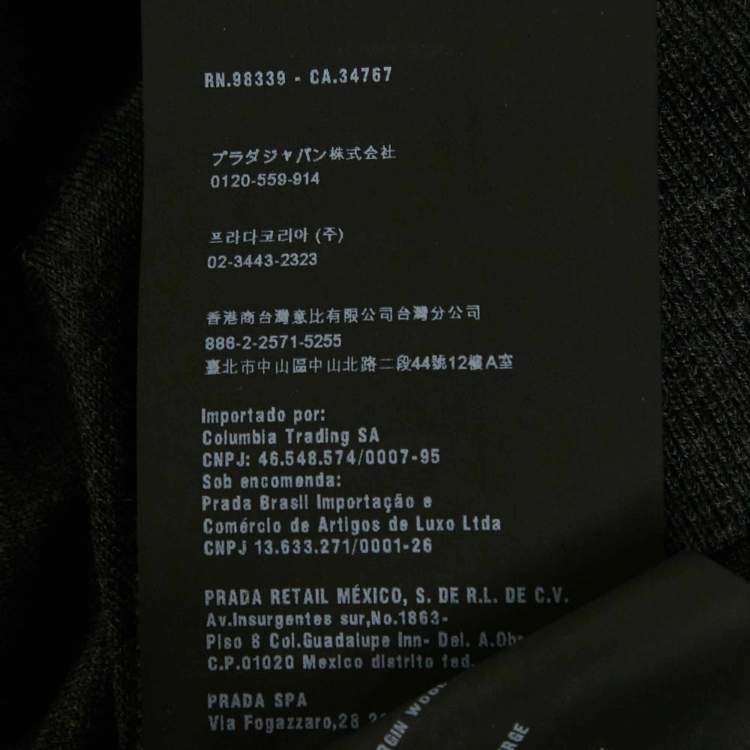 RN.98339 - CA.34767
プラダジャパン株式会社
0120-559-914
프라다코리아 (주)
02-3443-2323
香港商台灣意比有限公司台灣分公司
886-2-2571-5255
臺北市中山區中山北路二段44號12樓A室
Importado por:
Columbia Trading SA
CNPJ: 46.548.574/0007-95
Sob encomenda:
Prada Brasil Importação e
Comércio de Artigos de Luxo Ltda
CNPJ 13.633.271/0001-26
PRADA RETAIL MÉXICO, S. DE R.L. DE C.V.
Av.Insurgentes sur,No.1863-
Piso 8 Col.Guadalupe Inn- Del. A.Ob
C.P.01020 Mexico distrito fed.
PRADA SPA
Via Fogazzaro,28
RGIN WOO
RGE